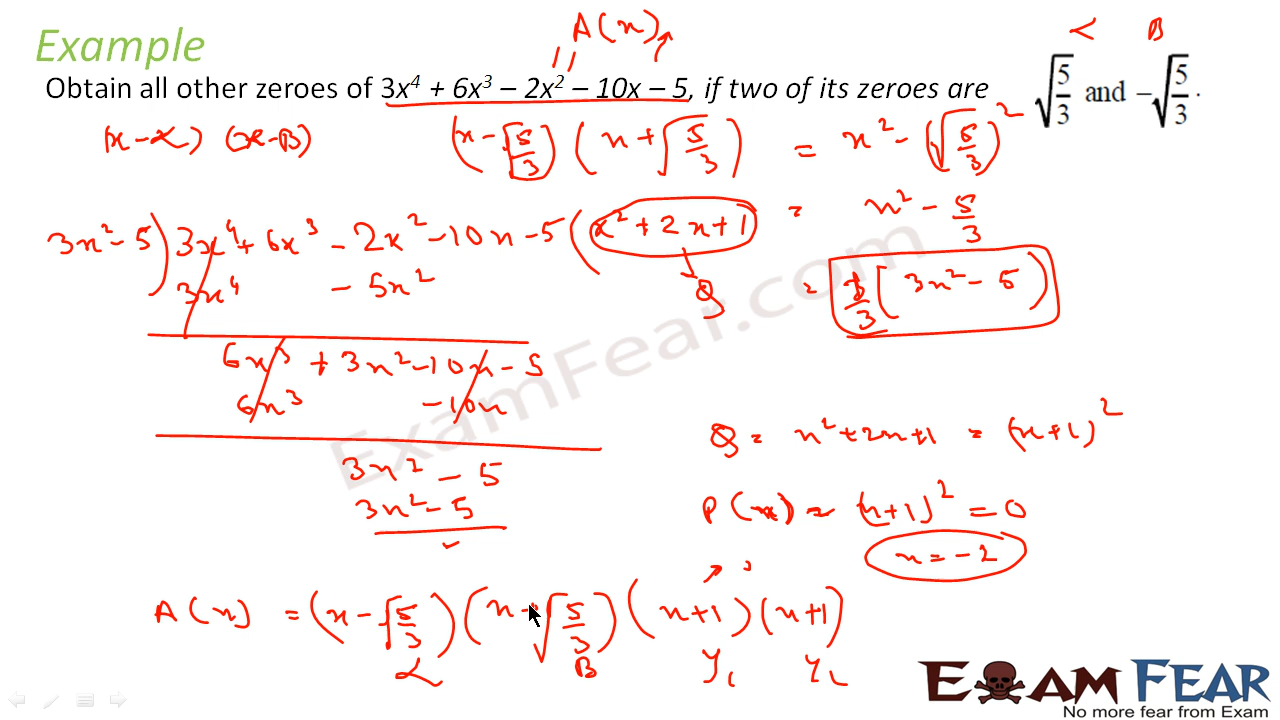 Example
A(x)
α β
Obtain all other zeroes of 3x⁴ + 6x³ – 2x² – 10x – 5, if two of its zeroes are √(5/3) and –√(5/3).
(x-α) (x-β) (x-√(5/3)) (x+√(5/3)) = x² - (√(5/3))²
= x² - 5/3
3x²-5) 3x⁴+6x³-2x²-10x-5 (x²+2x+1
3x⁴ - 5x² Q = 1/3 (3x²-5)
6x³ + 3x²-10x-5
6x³ -10x
Q = x²+2x+1 = (x+1)²
3x² - 5
3x²-5
P(x) = (x+1)² = 0
x = -2
A(x) = (x-√(5/3)) (x √(5/3)) (x+1) (x+1)
α β
EXAM FEAR
No more fear from Exam
ExamFear.com